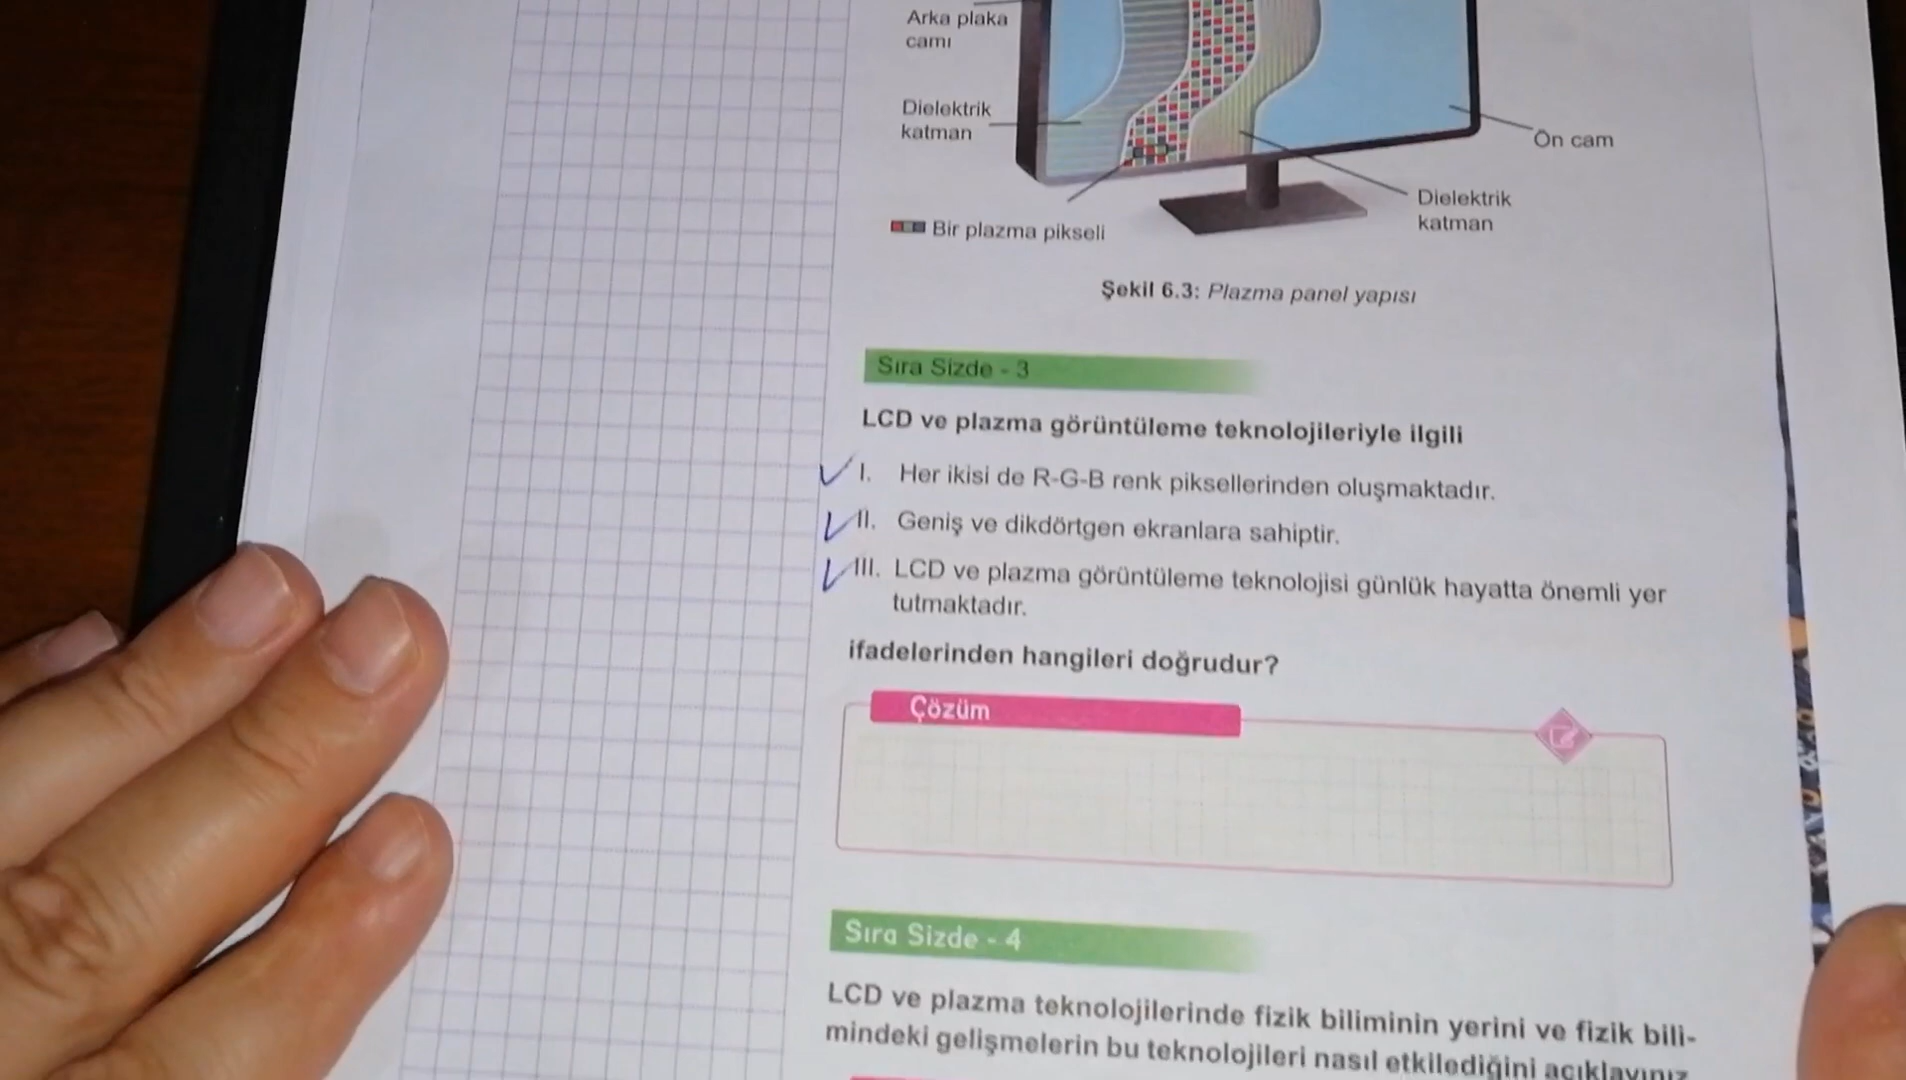 Arka plaka
camı
Dielektrik
katman
Ön cam
Dielektrik
katman
Bir plazma pikseli
Şekil 6.3: Plazma panel yapısı
Sıra Sizde - 3
LCD ve plazma görüntüleme teknolojileriyle ilgili
I. Her ikisi de R-G-B renk piksellerinden oluşmaktadır.
II. Geniş ve dikdörtgen ekranlara sahiptir.
III. LCD ve plazma görüntüleme teknolojisi günlük hayatta önemli yer
tutmaktadır.
ifadelerinden hangileri doğrudur?
Çözüm
Sıra Sizde - 4
LCD ve plazma teknolojilerinde fizik biliminin yerini ve fizik bili-
mindeki gelişmelerin bu teknolojileri nasıl etkilediğini açıklayınız